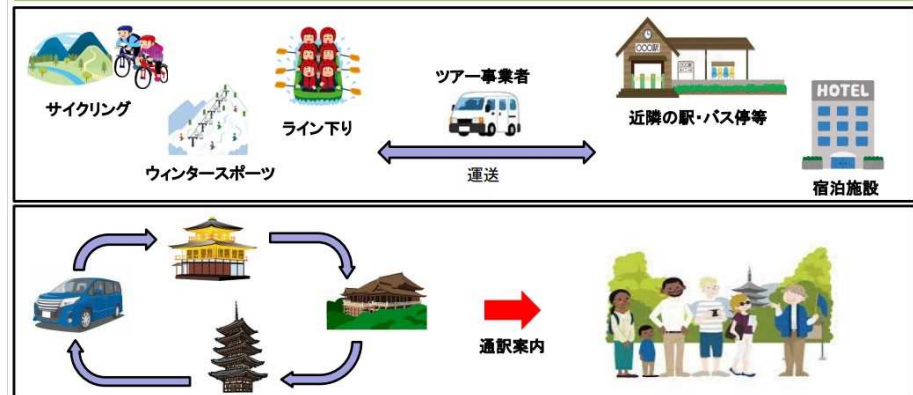 サイクリング
ウィンタースポーツ
ライン下り
ツアー事業者
運送
○○○駅
近隣の駅・バス停等
HOTEL
宿泊施設
通訳案内